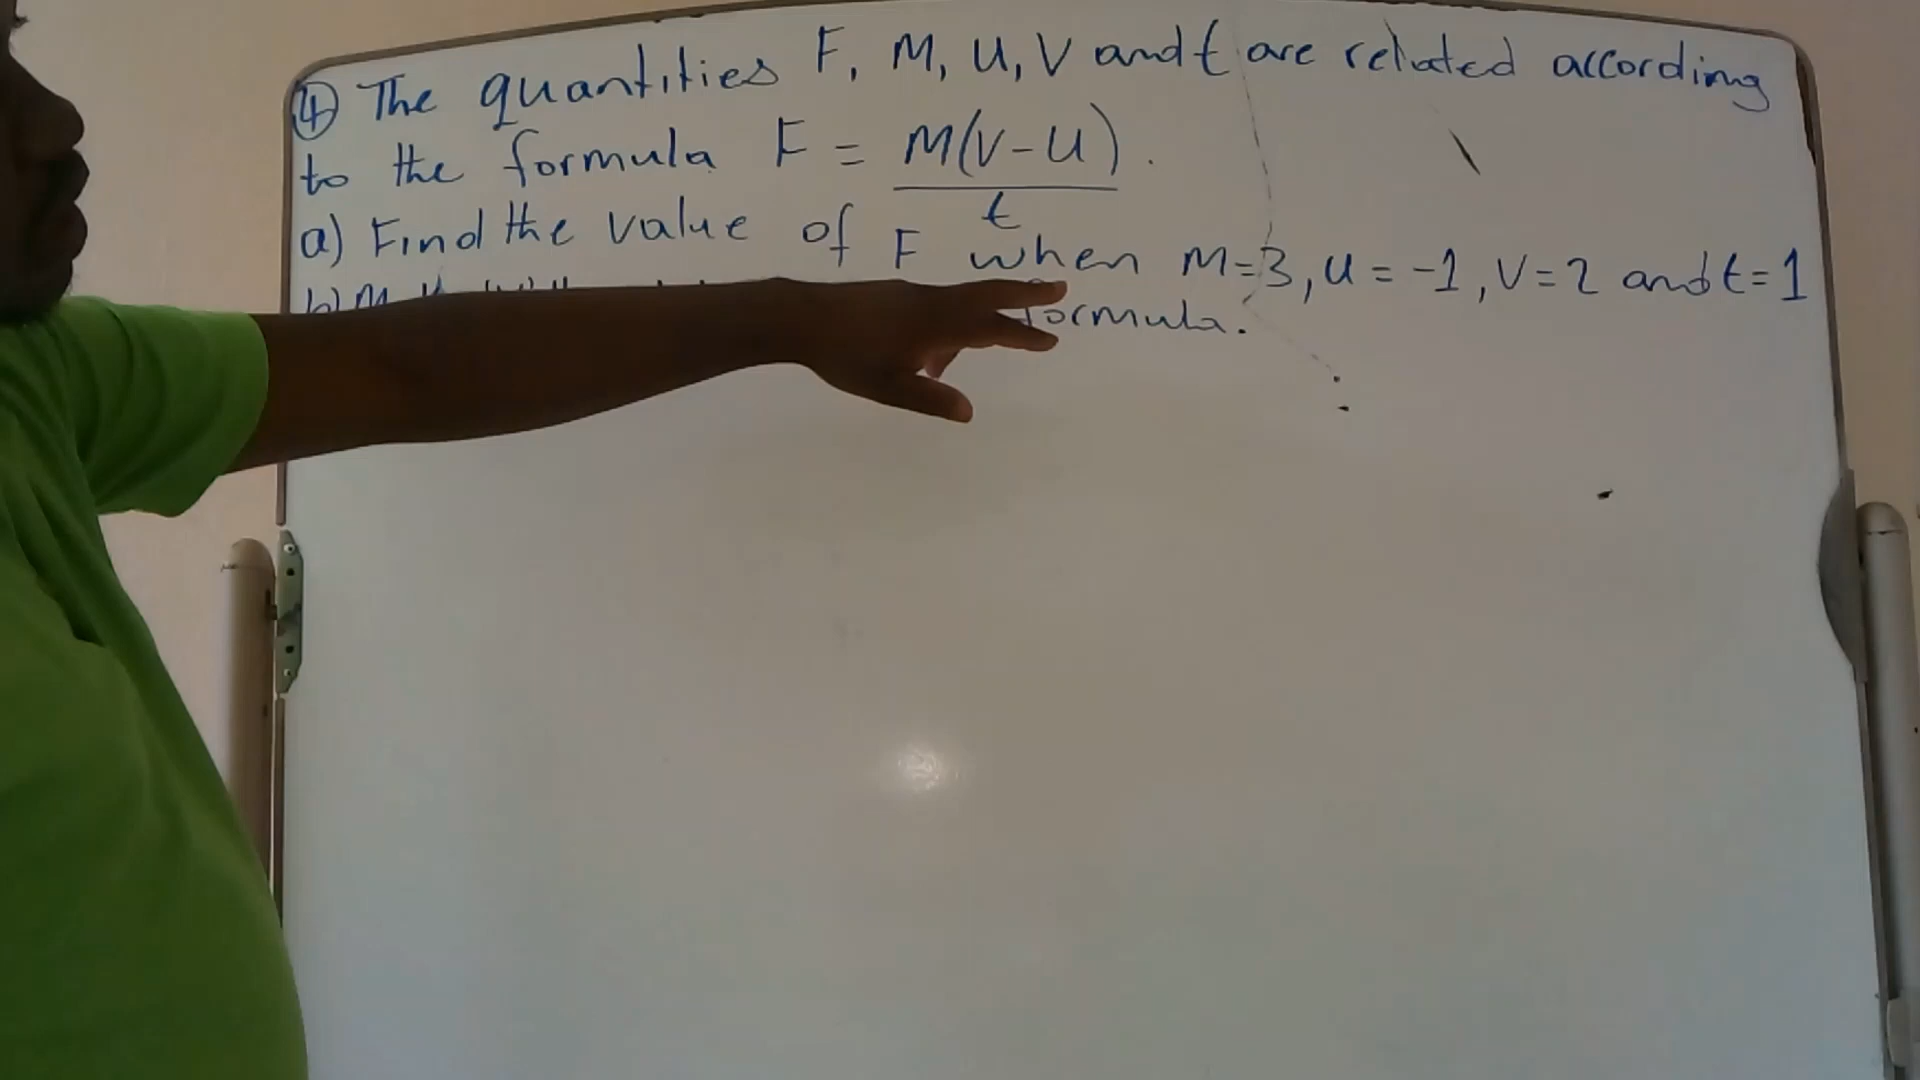 ④ The quantities F, M, U, V and t are related according
to the formula F = M(V-U) / t .
a) Find the value of F when M=3, U = -1, V=2 and t=1
b) M formula.